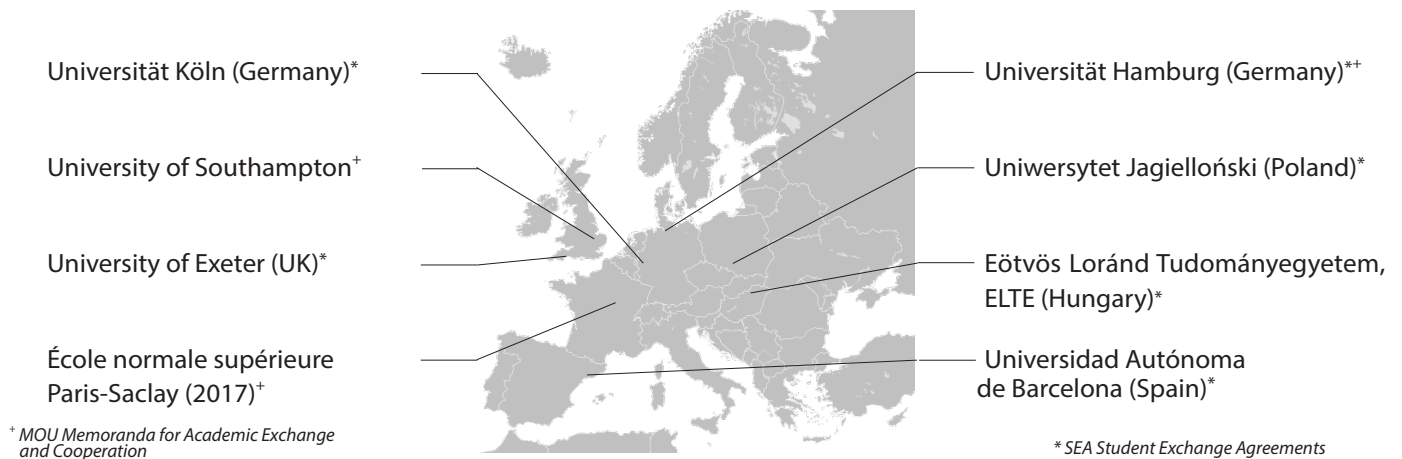 Universität Köln (Germany)*
University of Southampton+
University of Exeter (UK)*
École normale supérieure
Paris-Saclay (2017)+
+ MOU Memoranda for Academic Exchange
and Cooperation
Universität Hamburg (Germany)*+
Uniwersytet Jagielloński (Poland)*
Eötvös Loránd Tudományegyetem,
ELTE (Hungary)*
Universidad Autónoma
de Barcelona (Spain)*
* SEA Student Exchange Agreements